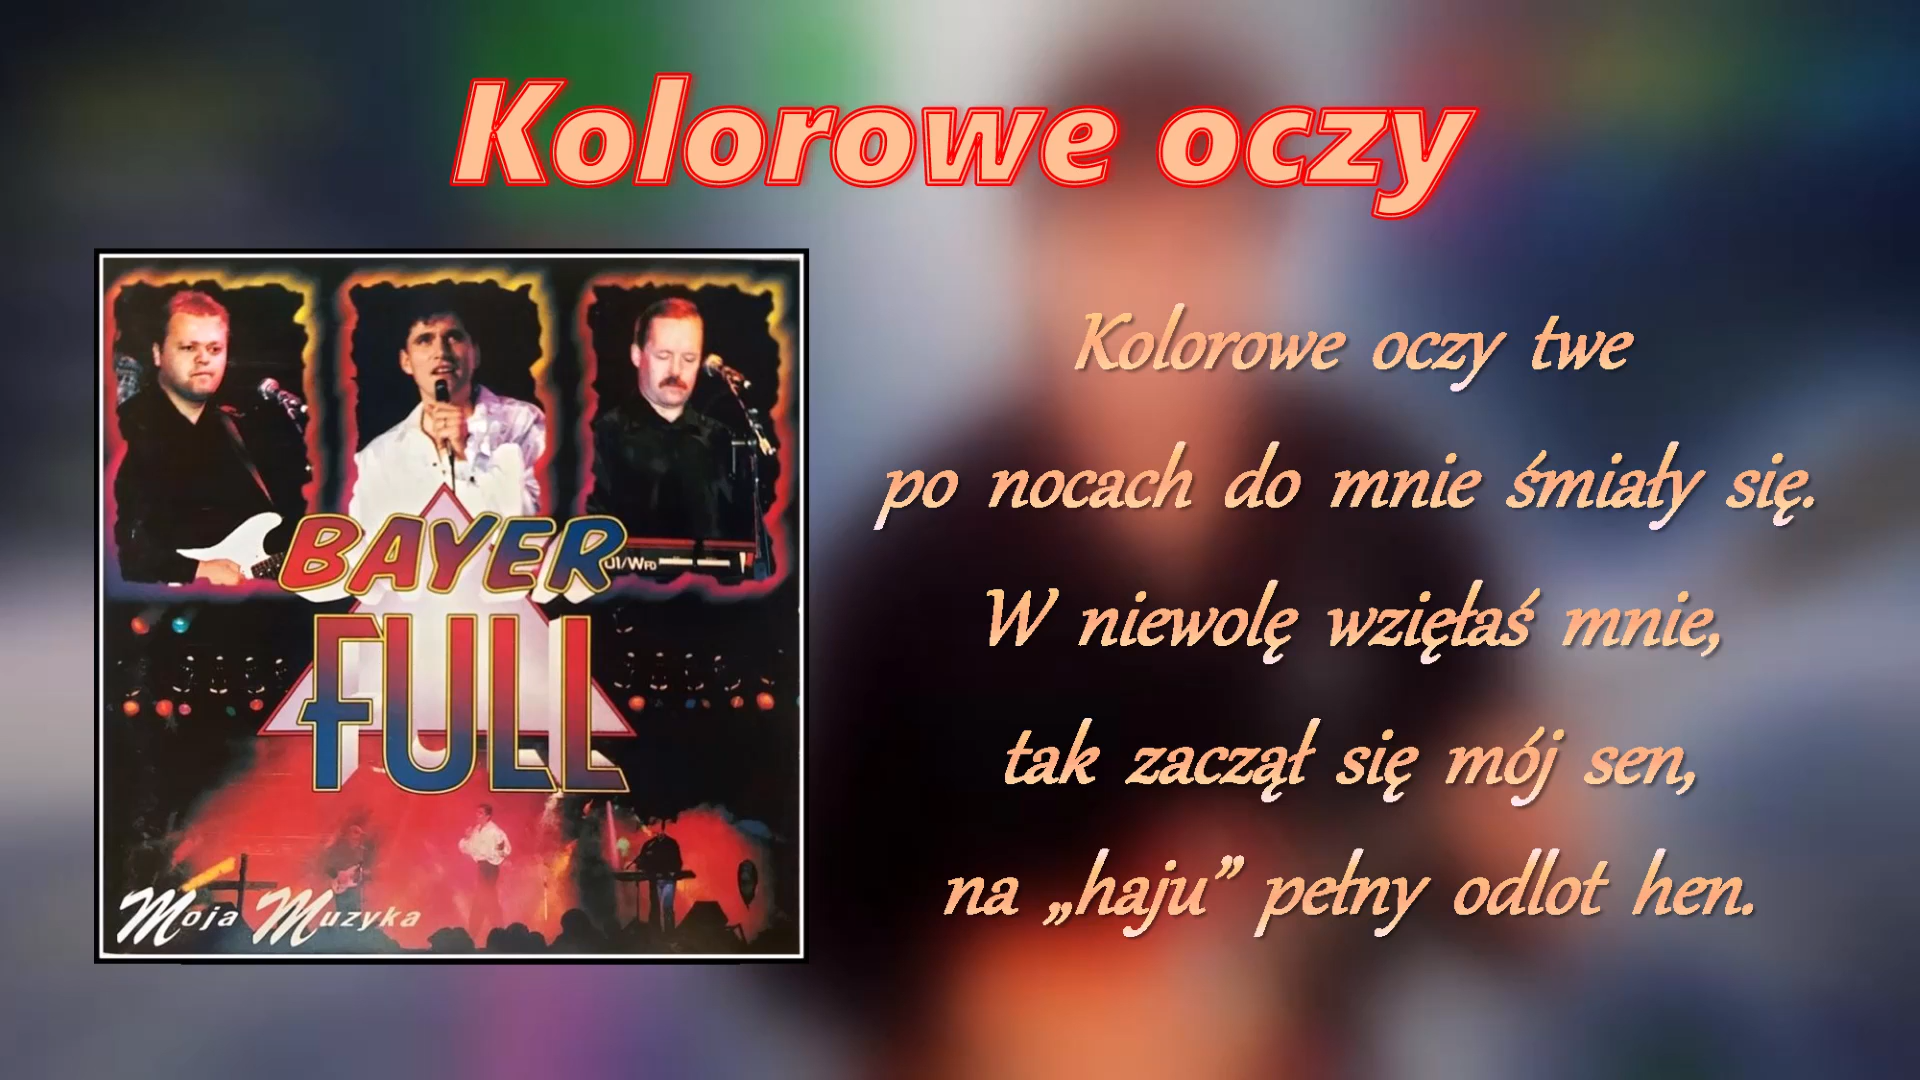 Kolorowe oczy
BAYER
FULL
Moja Muzyka
Kolorowe oczy twe
po nocach do mnie śmiały się.
W niewolę wzięłaś mnie,
tak zaczął się mój sen,
na „haju” pełny odlot hen.